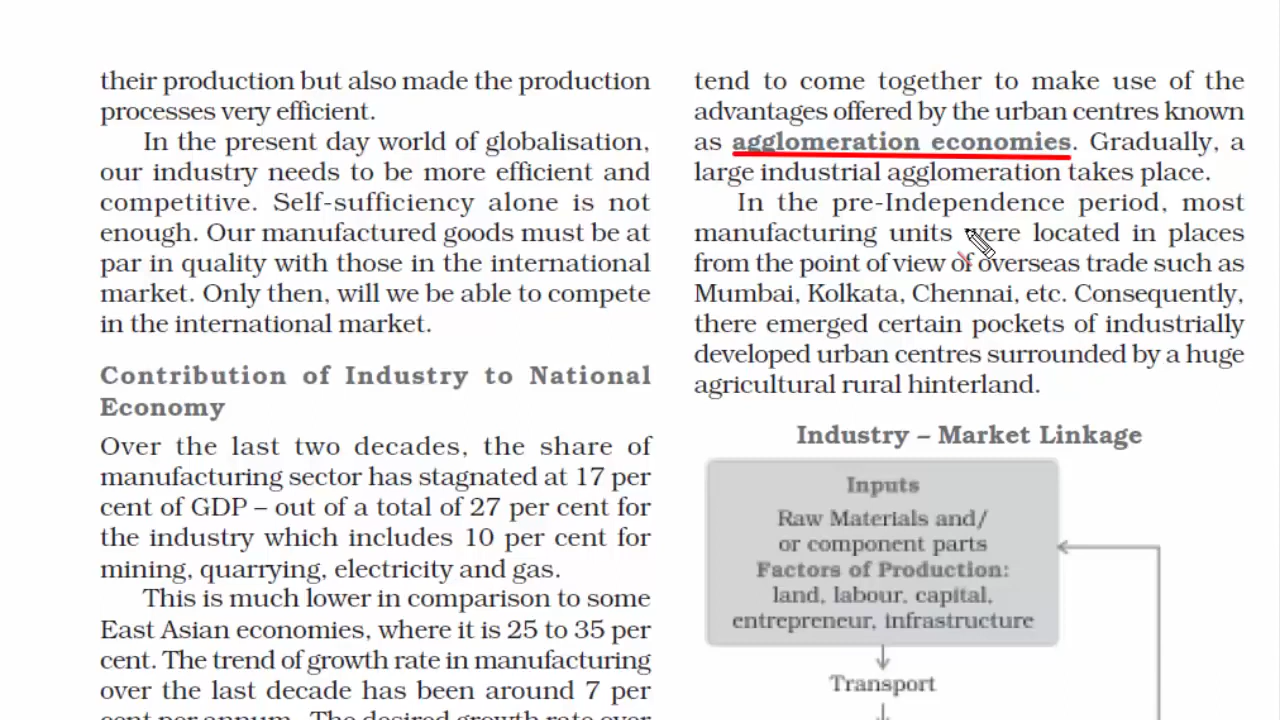 their production but also made the production
processes very efficient.
In the present day world of globalisation,
our industry needs to be more efficient and
competitive. Self-sufficiency alone is not
enough. Our manufactured goods must be at
par in quality with those in the international
market. Only then, will we be able to compete
in the international market.
Contribution of Industry to National
Economy
Over the last two decades, the share of
manufacturing sector has stagnated at 17 per
cent of GDP – out of a total of 27 per cent for
the industry which includes 10 per cent for
mining, quarrying, electricity and gas.
This is much lower in comparison to some
East Asian economies, where it is 25 to 35 per
cent. The trend of growth rate in manufacturing
over the last decade has been around 7 per
cent per annum. The desired growth rate over
tend to come together to make use of the
advantages offered by the urban centres known
as agglomeration economies. Gradually, a
large industrial agglomeration takes place.
In the pre-Independence period, most
manufacturing units were located in places
from the point of view of overseas trade such as
Mumbai, Kolkata, Chennai, etc. Consequently,
there emerged certain pockets of industrially
developed urban centres surrounded by a huge
agricultural rural hinterland.
Industry – Market Linkage
Inputs
Raw Materials and/
or component parts
Factors of Production:
land, labour, capital,
entrepreneur, infrastructure
Transport